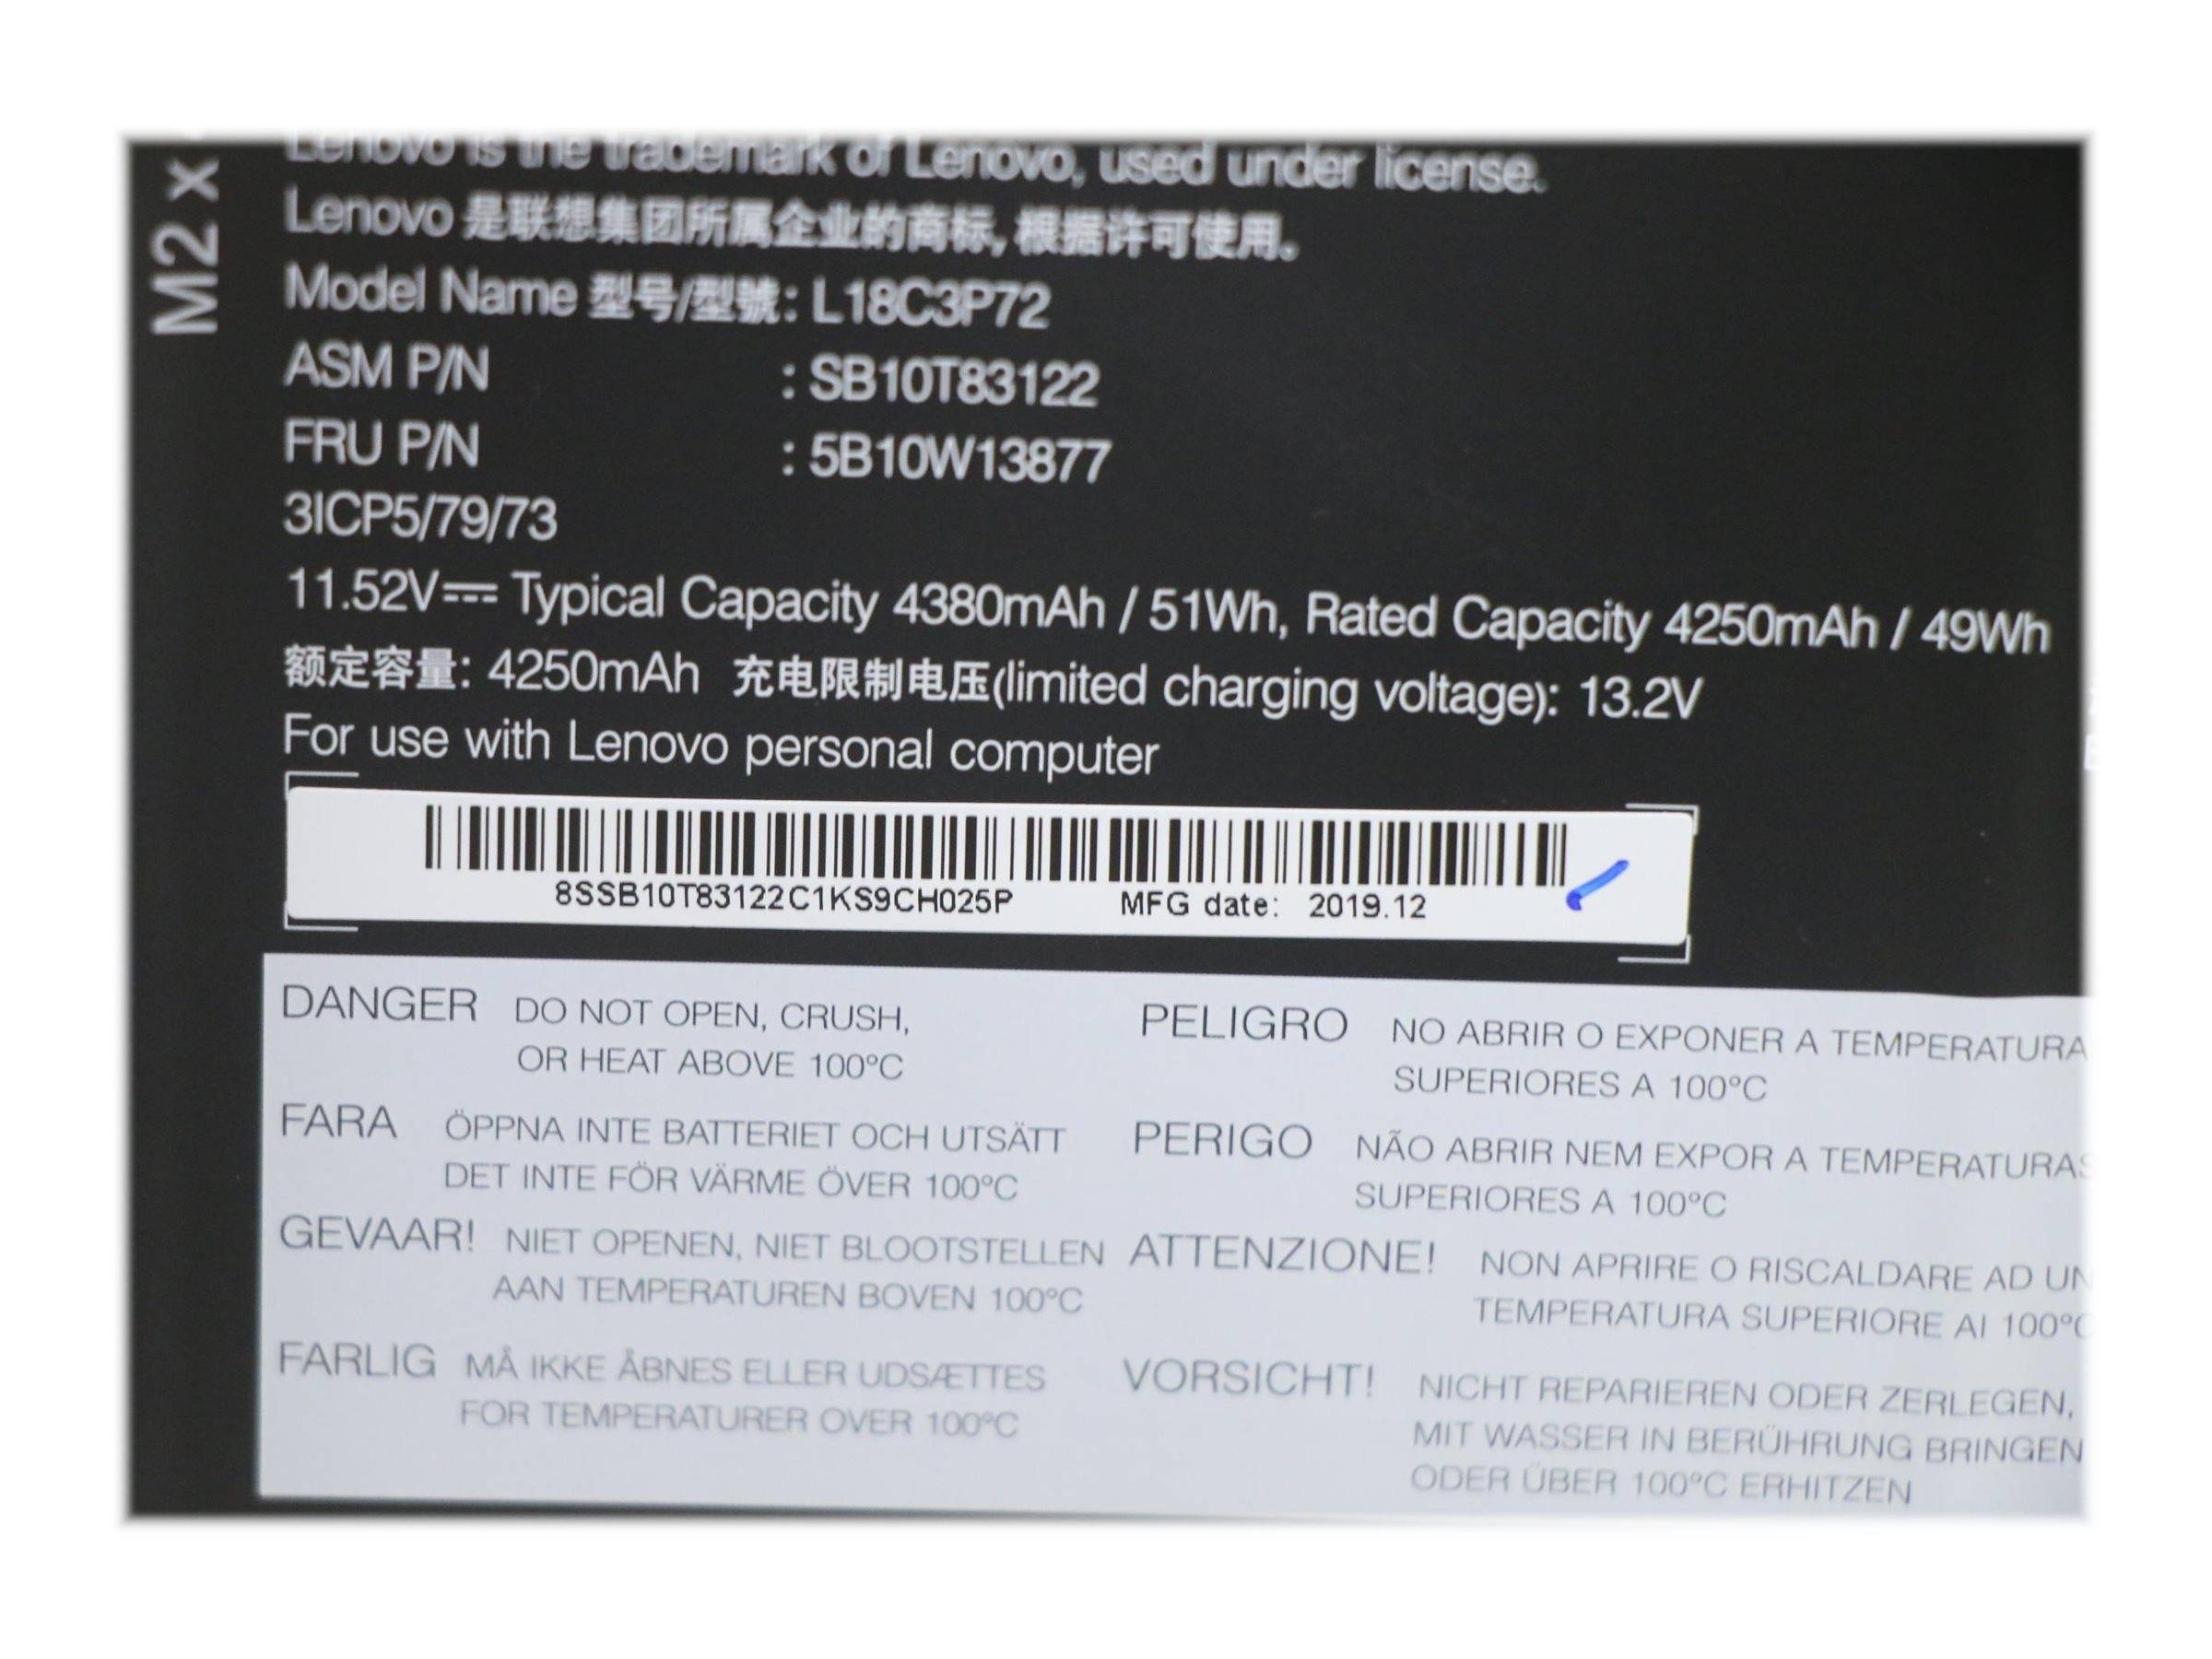 M2 x
Lenovo is the trademark of Lenovo, used under license.
Lenovo 是联想集团所属企业的商标, 根据许可使用。
Model Name 型号/型號: L18C3P72
ASM P/N : SB10T83122
FRU P/N : 5B10W13877
3ICP5/79/73
11.52V⎓ Typical Capacity 4380mAh / 51Wh, Rated Capacity 4250mAh / 49Wh
额定容量: 4250mAh 充电限制电压(limited charging voltage): 13.2V
For use with Lenovo personal computer
8SSB10T83122C1KS9CH025P MFG date: 2019.12
DANGER DO NOT OPEN, CRUSH,
OR HEAT ABOVE 100°C
FARA ÖPPNA INTE BATTERIET OCH UTSÄTT
DET INTE FÖR VÄRME ÖVER 100°C
GEVAAR! NIET OPENEN, NIET BLOOTSTELLEN
AAN TEMPERATUREN BOVEN 100°C
FARLIG MÅ IKKE ÅBNES ELLER UDSÆTTES
FOR TEMPERATURER OVER 100°C
PELIGRO NO ABRIR O EXPONER A TEMPERATURA
SUPERIORES A 100°C
PERIGO NÃO ABRIR NEM EXPOR A TEMPERATURAS
SUPERIORES A 100°C
ATTENZIONE! NON APRIRE O RISCALDARE AD UN
TEMPERATURA SUPERIORE AI 100°C
VORSICHT! NICHT REPARIEREN ODER ZERLEGEN,
MIT WASSER IN BERÜHRUNG BRINGEN
ODER ÜBER 100°C ERHITZEN